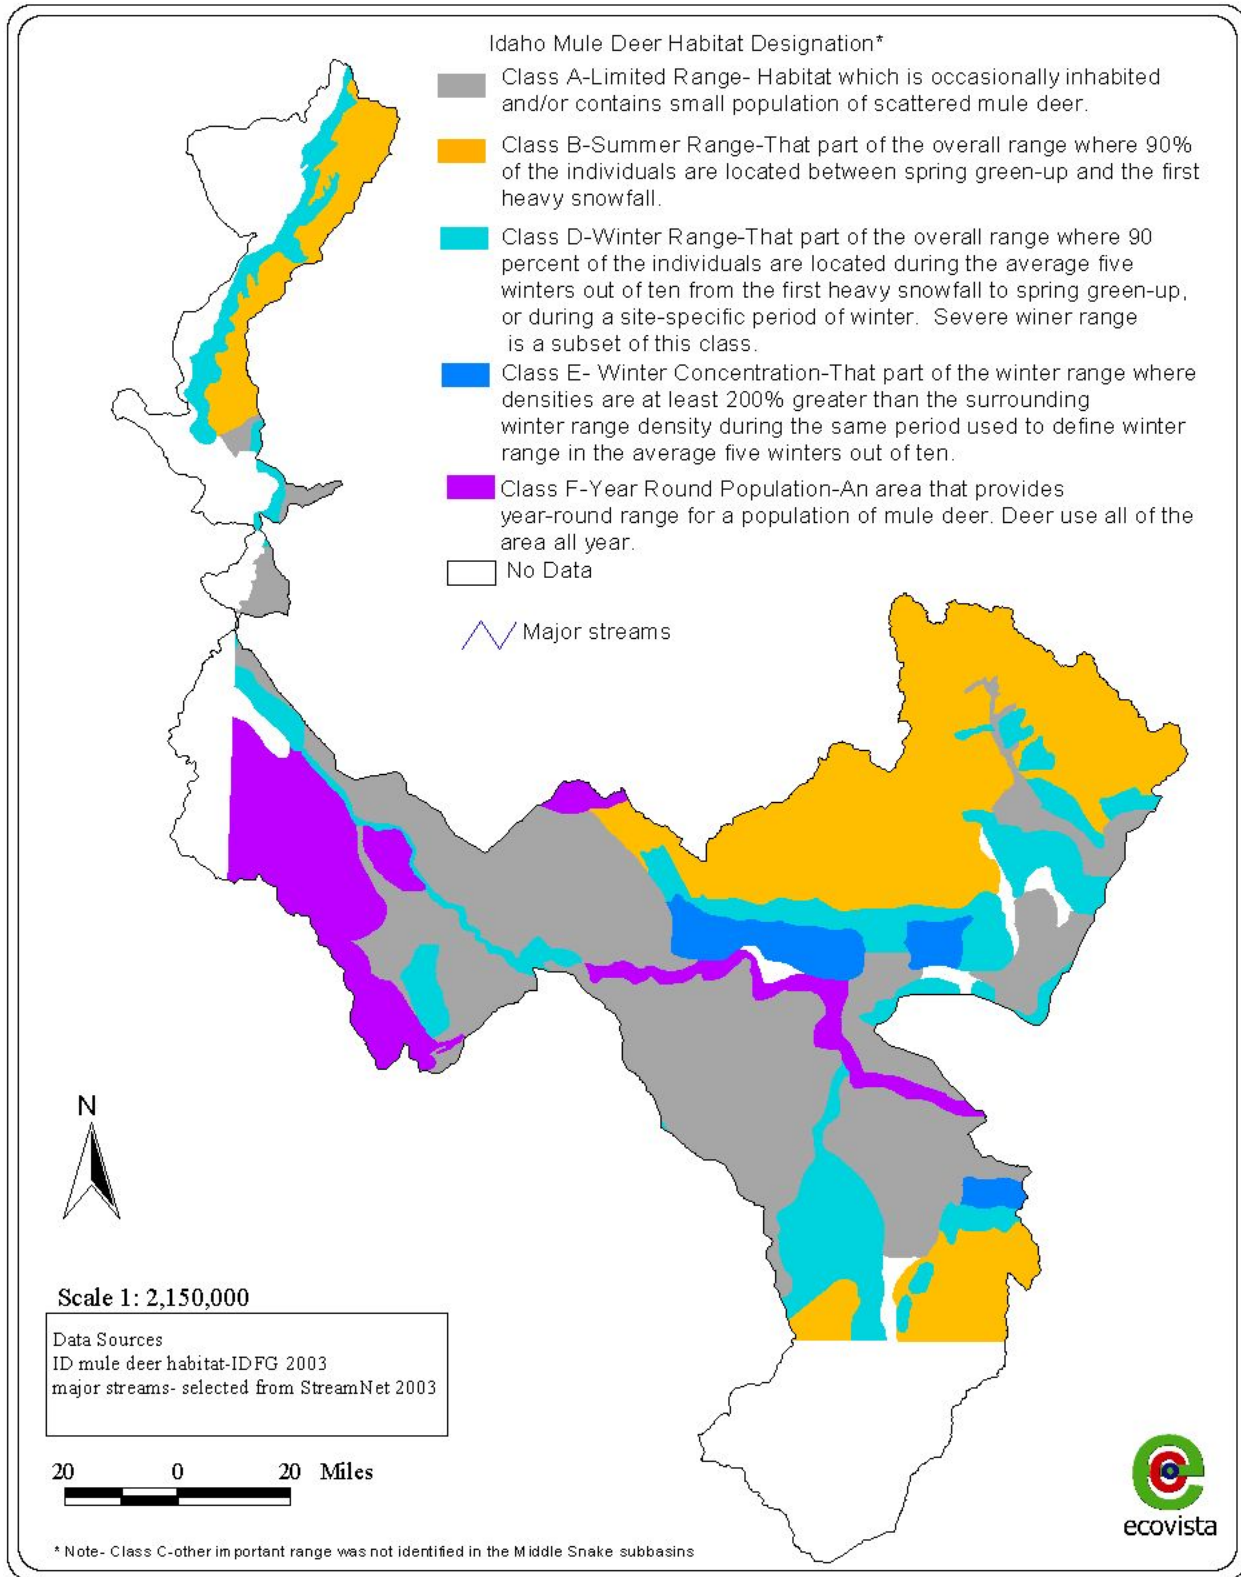 Idaho Mule Deer Habitat Designation*
Class A-Limited Range- Habitat which is occasionally inhabited
and/or contains small population of scattered mule deer.
Class B-Summer Range-That part of the overall range where 90%
of the individuals are located between spring green-up and the first
heavy snowfall.
Class D-Winter Range-That part of the overall range where 90
percent of the individuals are located during the average five
winters out of ten from the first heavy snowfall to spring green-up,
or during a site-specific period of winter. Severe winer range
is a subset of this class.
Class E- Winter Concentration-That part of the winter range where
densities are at least 200% greater than the surrounding
winter range density during the same period used to define winter
range in the average five winters out of ten.
Class F-Year Round Population-An area that provides
year-round range for a population of mule deer. Deer use all of the
area all year.
No Data
Major streams
N
Scale 1: 2,150,000
Data Sources
ID mule deer habitat-IDFG 2003
major streams- selected from StreamNet 2003
20 0 20 Miles
ecovista
* Note- Class C-other important range was not identified in the Middle Snake subbasins